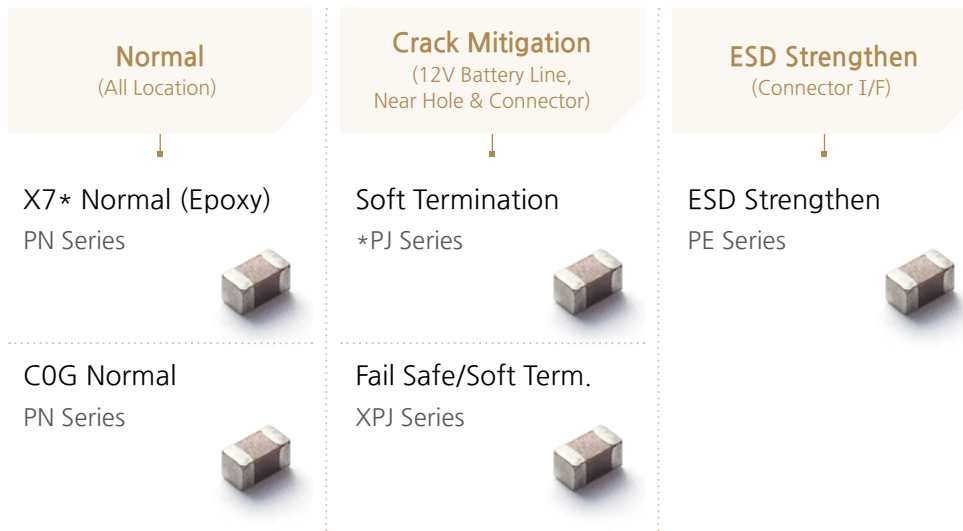 Normal
(All Location)
X7* Normal (Epoxy)
PN Series
C0G Normal
PN Series
Crack Mitigation
(12V Battery Line,
Near Hole & Connector)
Soft Termination
*PJ Series
Fail Safe/Soft Term.
XPJ Series
ESD Strengthen
(Connector I/F)
ESD Strengthen
PE Series